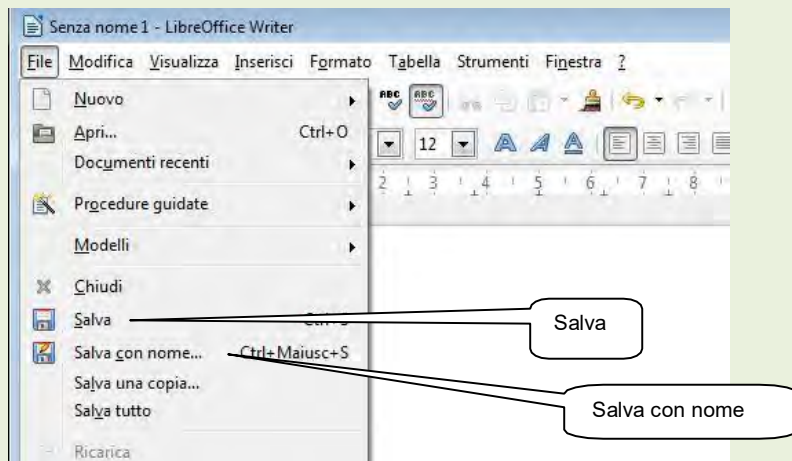 Senza nome 1 - LibreOffice Writer
File Modifica Visualizza Inserisci Formato Tabella Strumenti Finestra ?
Nuovo
ABC ABC
Apri... Ctrl+O
12
Documenti recenti
2 3 4 5 6 7 8
Procedure guidate
Modelli
Chiudi
Salva
Salva
Salva con nome... Ctrl+Maiusc+S
Salva una copia...
Salva tutto
Salva con nome
Ricarica